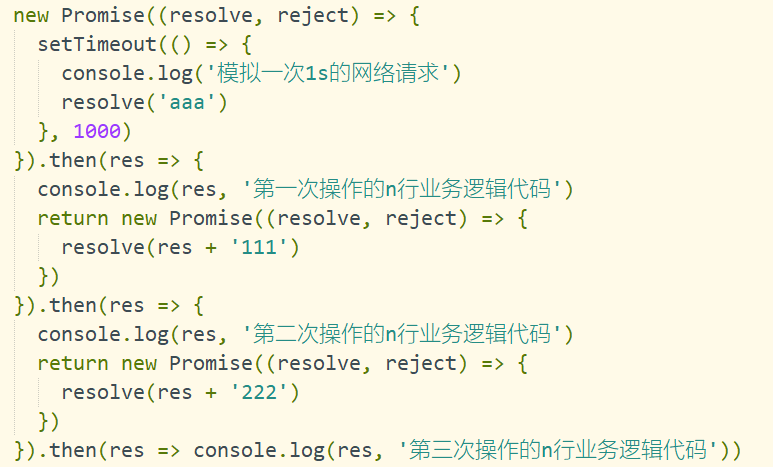 new Promise((resolve, reject) => {
  setTimeout(() => {
    console.log('模拟一次1s的网络请求')
    resolve('aaa')
  }, 1000)
}).then(res => {
  console.log(res, '第一次操作的n行业务逻辑代码')
  return new Promise((resolve, reject) => {
    resolve(res + '111')
  })
}).then(res => {
  console.log(res, '第二次操作的n行业务逻辑代码')
  return new Promise((resolve, reject) => {
    resolve(res + '222')
  })
}).then(res => console.log(res, '第三次操作的n行业务逻辑代码'))